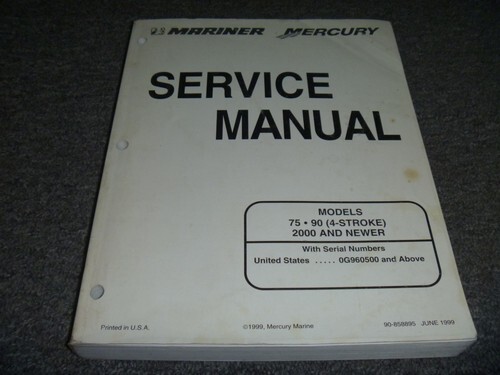 MARINER MERCURY
SERVICE
MANUAL
MODELS
75 • 90 (4-STROKE)
2000 AND NEWER
With Serial Numbers
United States ..... 0G960500 and Above
Printed in U.S.A. ©1999, Mercury Marine 90-858895 JUNE 1999